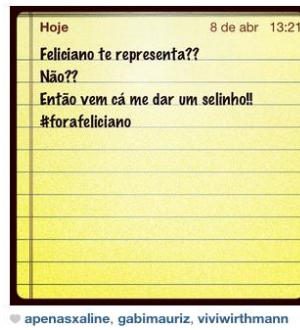 Hoje 8 de abr 13:21
Feliciano te representa??
Não??
Então vem cá me dar um selinho!!
#forafeliciano
apenasxaline, gabimauriz, viviwirthmann